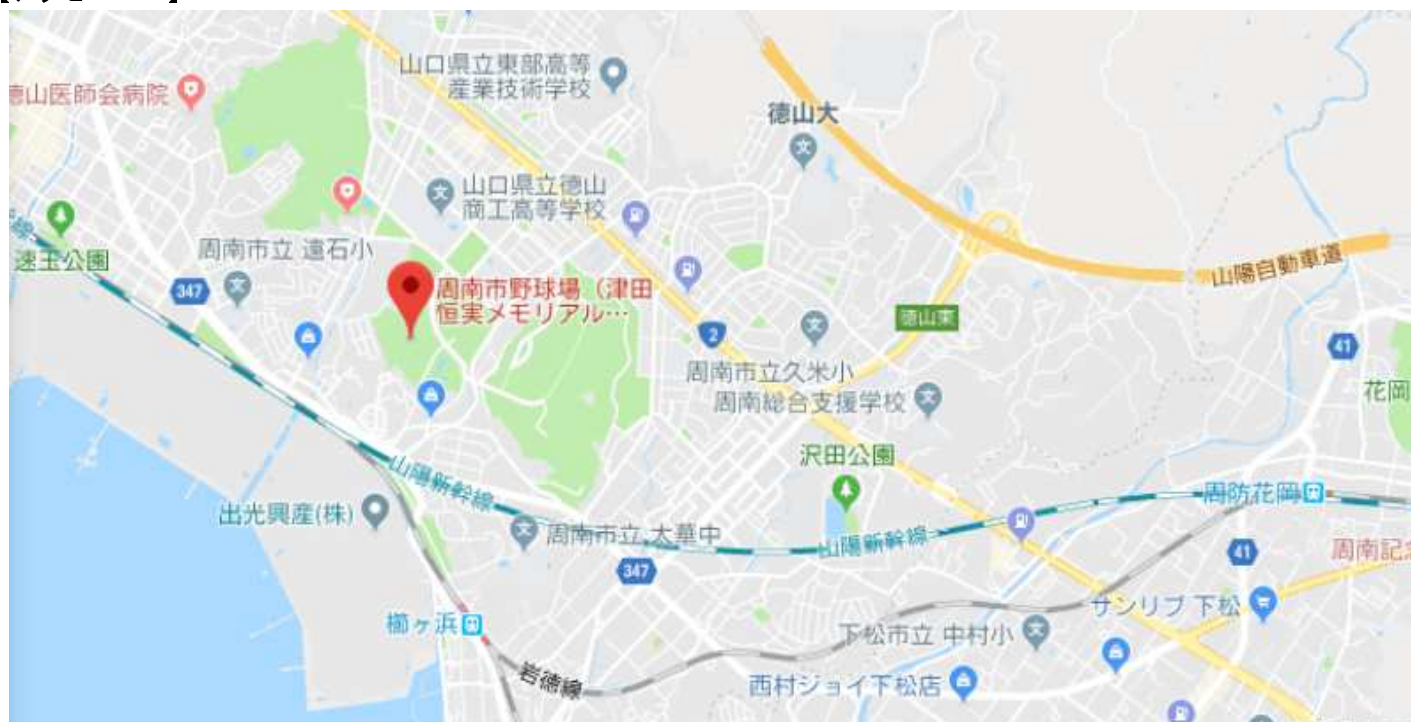 山口県立東部高等
産業技術学校
徳山医師会病院
徳山大
山口県立徳山
商工高等学校
周南市立 遠石小
速玉公園
山陽自動車道
347
周南市野球場（津田
恒実メモリアル…
2
徳山東
41
周南市立久米小
花岡
周南総合支援学校
沢田公園
山陽新幹線
周防花岡
出光興産(株)
周南市立 太華中
山陽新幹線
41
周南記念
347
サンリブ 下松
櫛ヶ浜
下松市立 中村小
岩徳線
西村ジョイ下松店